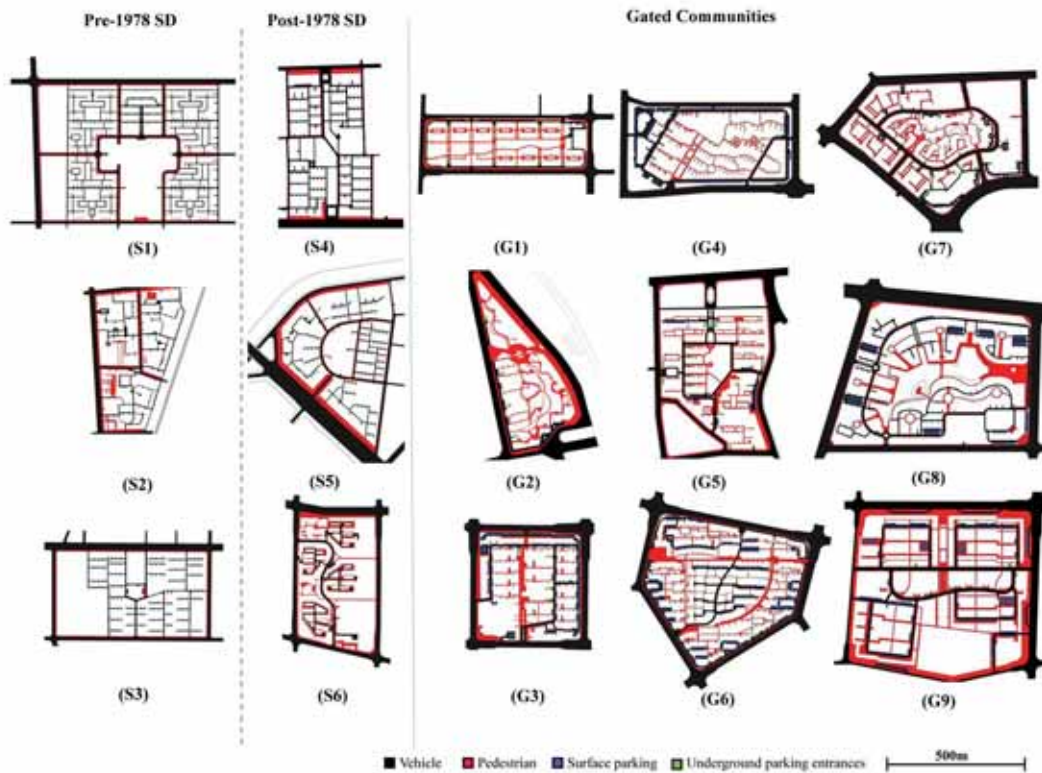 Pre-1978 SD
Post-1978 SD
Gated Communities
(S1)
(S4)
(G1)
(G4)
(G7)
(S2)
(S5)
(G2)
(G5)
(G8)
(S3)
(S6)
(G3)
(G6)
(G9)
Vehicle
Pedestrian
Surface parking
Underground parking entrances
500m